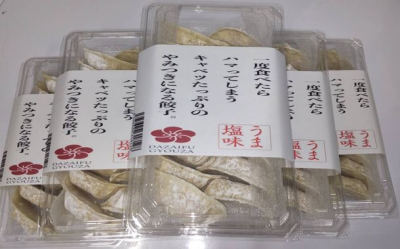 一度食べたら
ハマってしまう
キャベツたっぷりの
やみつきになる餃子。
うま
塩味
DAZAIFU
GYOUZA